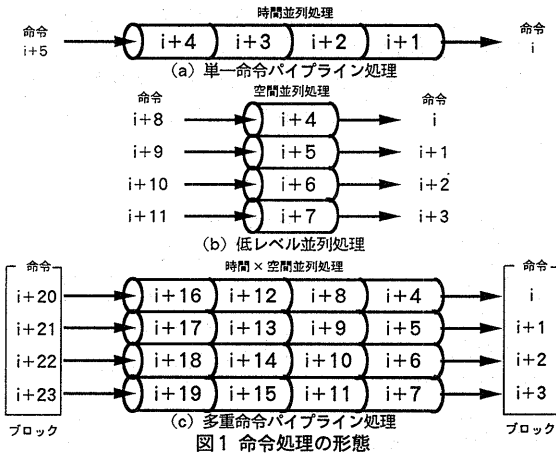 時間並列処理
命令
i+5
i+4 i+3 i+2 i+1
命令
i
(a) 単一命令パイプライン処理
空間並列処理
命令 命令
i+8 i+4 i
i+9 i+5 i+1
i+10 i+6 i+2
i+11 i+7 i+3
(b) 低レベル並列処理
時間×空間並列処理
命令 命令
i+20 i+16 i+12 i+8 i+4 i
i+21 i+17 i+13 i+9 i+5 i+1
i+22 i+18 i+14 i+10 i+6 i+2
i+23 i+19 i+15 i+11 i+7 i+3
ブロック ブロック
(c) 多重命令パイプライン処理
図1 命令処理の形態